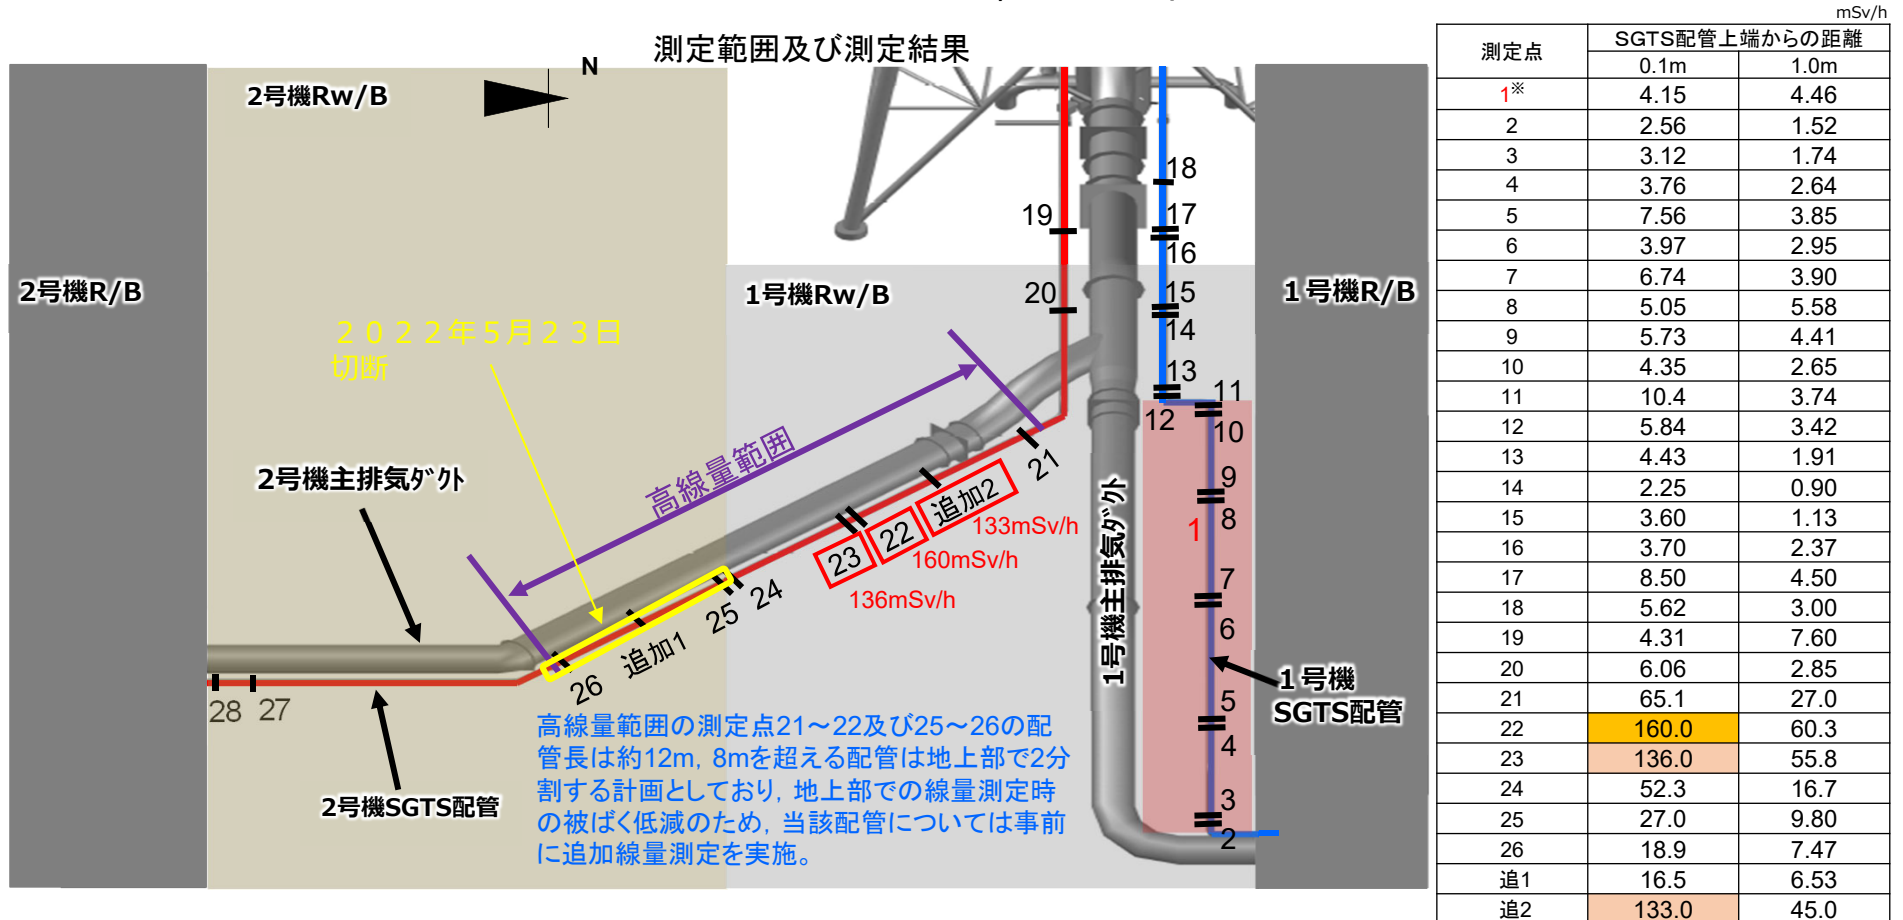 測定範囲及び測定結果
N
2号機Rw/B
2号機R/B
1号機Rw/B
1号機R/B
2022年5月23日
切断
高線量範囲
2号機主排気ﾀﾞｸﾄ
2号機SGTS配管
1号機主排気ﾀﾞｸﾄ
1号機
SGTS配管
18
17
16
15
14
13
12
11
10
9
8
1
7
6
5
4
3
2
19
20
21
追加2
133mSv/h
22
160mSv/h
23
136mSv/h
24
25
追加1
26
27
28
高線量範囲の測定点21～22及び25～26の配
管長は約12m，8mを超える配管は地上部で2分
割する計画としており，地上部での線量測定時
の被ばく低減のため，当該配管については事前
に追加線量測定を実施。
mSv/h
測定点 SGTS配管上端からの距離
0.1m 1.0m
1※ 4.15 4.46
2 2.56 1.52
3 3.12 1.74
4 3.76 2.64
5 7.56 3.85
6 3.97 2.95
7 6.74 3.90
8 5.05 5.58
9 5.73 4.41
10 4.35 2.65
11 10.4 3.74
12 5.84 3.42
13 4.43 1.91
14 2.25 0.90
15 3.60 1.13
16 3.70 2.37
17 8.50 4.50
18 5.62 3.00
19 4.31 7.60
20 6.06 2.85
21 65.1 27.0
22 160.0 60.3
23 136.0 55.8
24 52.3 16.7
25 27.0 9.80
26 18.9 7.47
追1 16.5 6.53
追2 133.0 45.0